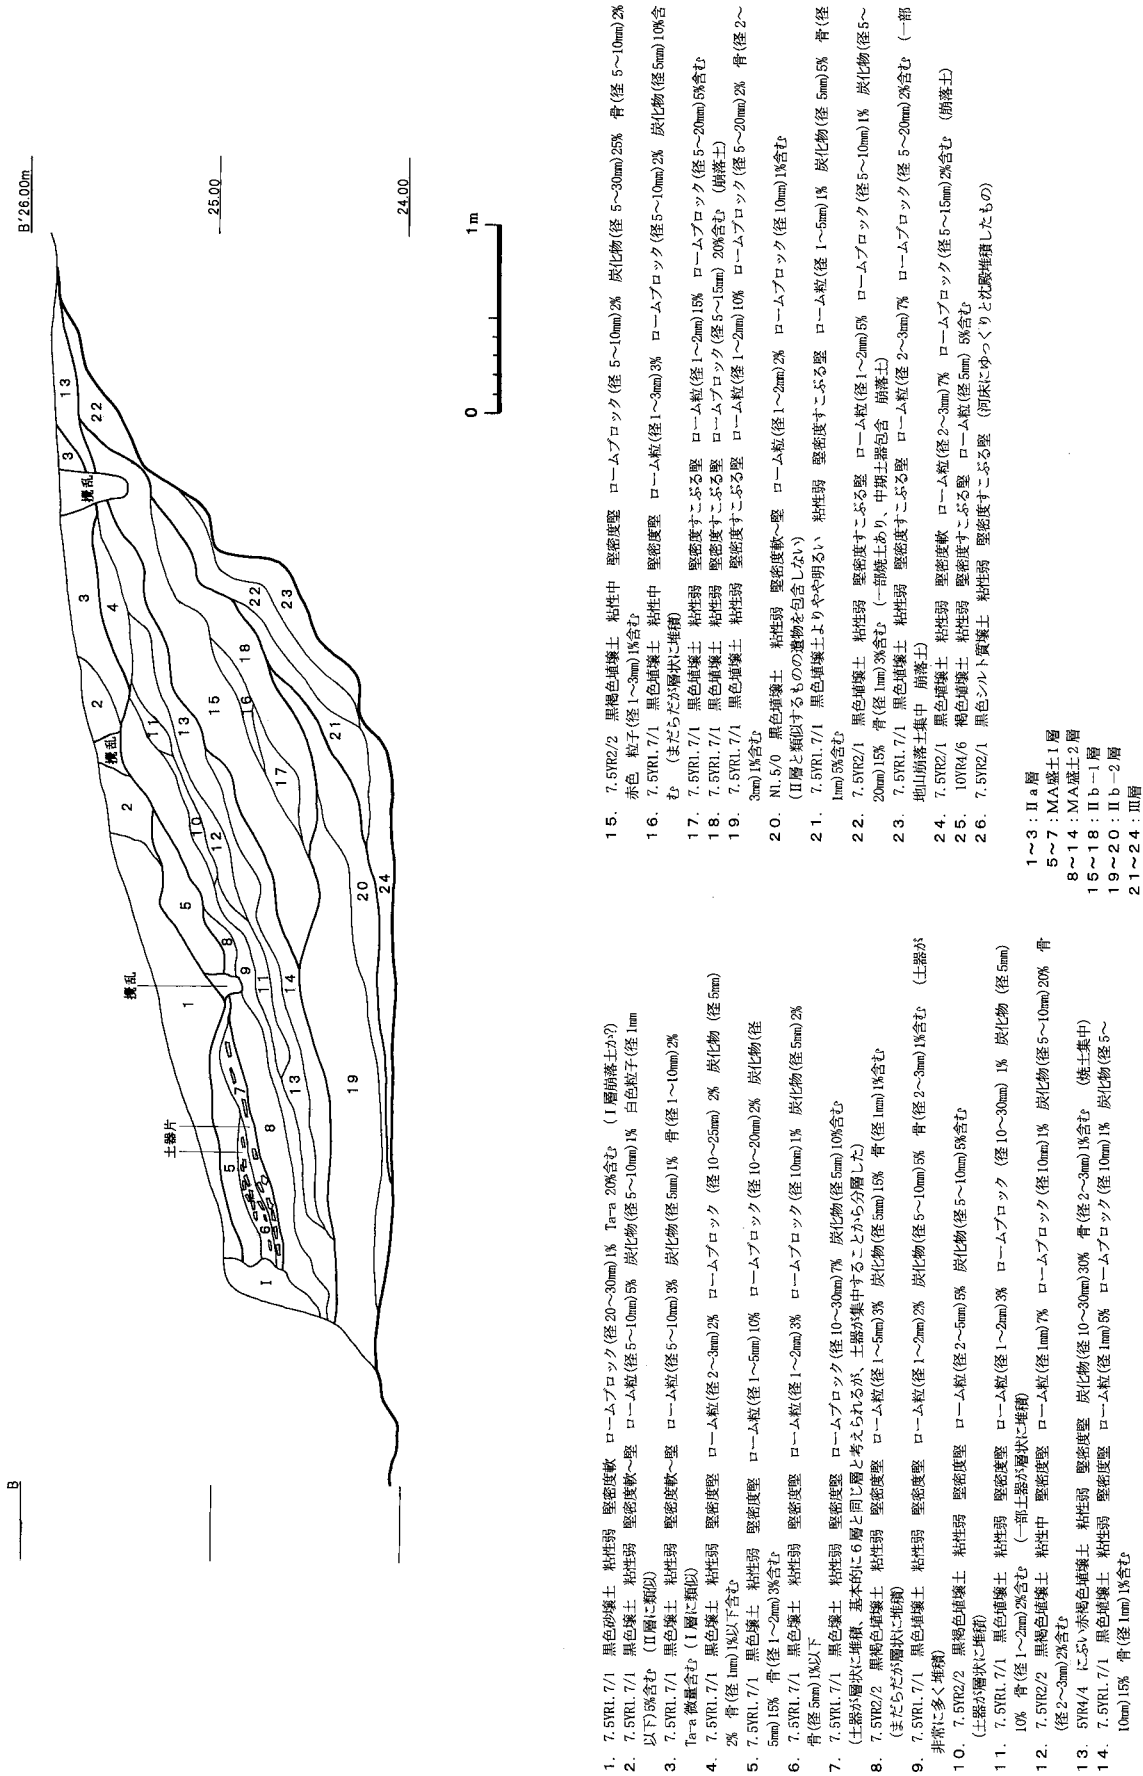 B
B' 26.00m
25.00
24.00
0
1m
攪乱
攪乱
攪乱
土器片
I
1
2
2
3
3
4
5
5
6
7
8
8
9
10
11
11
12
13
13
13
14
15
16
17
18
19
20
21
22
22
23
24
1. 7.5YR1.7/1 黒色砂壌土 粘性弱 堅密度軟 ロームブロック(径20～30mm)1% Ta-a 20%含む (I層崩落土か?)
2. 7.5YR1.7/1 黒色壌土 粘性弱 堅密度軟～堅 ローム粒(径5～10mm)5% 炭化物(径5～10mm)1% 白色粒子(径1mm
以下)5%含む (Ⅱ層に類似)
3. 7.5YR1.7/1 黒色壌土 粘性弱 堅密度軟～堅 ローム粒(径5～10mm)3% 炭化物(径5mm)1% 骨(径1～10mm)2%
Ta-a 微量含む (I層に類似)
4. 7.5YR1.7/1 黒色壌土 粘性弱 堅密度堅 ローム粒(径2～3mm)2% ロームブロック(径10～25mm) 2% 炭化物(径5mm)
2% 骨(径1mm)1%以下含む
5. 7.5YR1.7/1 黒色壌土 粘性弱 堅密度堅 ローム粒(径1～5mm)10% ロームブロック(径10～20mm)2% 炭化物(径
5mm)15% 骨(径1～2mm)3%含む
6. 7.5YR1.7/1 黒色壌土 粘性弱 堅密度堅 ローム粒(径1～2mm)3% ロームブロック(径10mm)1% 炭化物(径5mm)2%
骨(径5mm)1%以下
7. 7.5YR1.7/1 黒色壌土 粘性弱 堅密度堅 ロームブロック(径10～30mm)7% 炭化物(径5mm)10%含む
(土器が層状に堆積、基本的に6層と同じ層と考えられるが、土器が集中することから分層した)
8. 7.5YR2/2 黒褐色埴壌土 粘性弱 堅密度堅 ローム粒(径1～5mm)3% 炭化物(径5mm)15% 骨(径1mm)1%含む
(まだらだが層状に堆積)
9. 7.5YR1.7/1 黒色埴壌土 粘性弱 堅密度堅 ローム粒(径1～2mm)2% 炭化物(径5～10mm)5% 骨(径2～3mm)1%含む (土器が
非常に多く堆積)
10. 7.5YR2/2 黒褐色埴壌土 粘性弱 堅密度堅 ローム粒(径2～5mm)5% 炭化物(径5～10mm)5%含む
(土器が層状に堆積)
11. 7.5YR1.7/1 黒色埴壌土 粘性弱 堅密度堅 ローム粒(径1～2mm)3% ロームブロック(径10～30mm) 1% 炭化物(径5mm)
10% 骨(径1～2mm)2%含む (一部土器が層状に堆積)
12. 7.5YR2/2 黒褐色埴壌土 粘性中 堅密度堅 ローム粒(径1mm)7% ロームブロック(径10mm)1% 炭化物(径5～10mm)20% 骨
(径2～3mm)2%含む
13. 5YR4/4 にぶい赤褐色埴壌土 粘性弱 堅密度堅 炭化物(径10～30mm)30% 骨(径2～3mm)1%含む (焼土集中)
14. 7.5YR1.7/1 黒色埴壌土 粘性弱 堅密度堅 ローム粒(径1mm)5% ロームブロック(径10mm)1% 炭化物(径5～
10mm)15% 骨(径1mm)1%含む
15. 7.5YR2/2 黒褐色埴壌土 粘性中 堅密度堅 ロームブロック(径5～10mm)2% 炭化物(径5～30mm)25% 骨(径5～10mm)2%
赤色 粒子(径1～3mm)1%含む
16. 7.5YR1.7/1 黒色埴壌土 粘性中 堅密度堅 ローム粒(径1～3mm)3% ロームブロック(径5～10mm)2% 炭化物(径5mm)10%含
む (まだらだが層状に堆積)
17. 7.5YR1.7/1 黒色埴壌土 粘性弱 堅密度すこぶる堅 ローム粒(径1～2mm)15% ロームブロック(径5～20mm)5%含む
18. 7.5YR1.7/1 黒色埴壌土 粘性弱 堅密度すこぶる堅 ロームブロック(径5～15mm) 20%含む (崩落土)
19. 7.5YR1.7/1 黒色埴壌土 粘性弱 堅密度すこぶる堅 ローム粒(径1～2mm)10% ロームブロック(径5～20mm)2% 骨(径2～
3mm)1%含む
20. N1.5/0 黒色埴壌土 粘性弱 堅密度軟～堅 ローム粒(径1～2mm)2% ロームブロック(径10mm)1%含む
(Ⅱ層と類似するものの遺物を包含しない)
21. 7.5YR1.7/1 黒色埴壌土よりやや明るい 粘性弱 堅密度すこぶる堅 ローム粒(径1～5mm)1% 炭化物(径5mm)5% 骨(径
1mm)5%含む
22. 7.5YR2/1 黒色埴壌土 粘性弱 堅密度すこぶる堅 ローム粒(径1～2mm)5% ロームブロック(径5～10mm)1% 炭化物(径5～
20mm)15% 骨(径1mm)3%含む (一部焼土あり、中期土器包含 崩落土)
23. 7.5YR1.7/1 黒色埴壌土 粘性弱 堅密度すこぶる堅 ローム粒(径2～3mm)7% ロームブロック(径5～20mm)2%含む (一部
地山崩落土集中 崩落土)
24. 7.5YR2/1 黒色埴壌土 粘性弱 堅密度軟 ローム粒(径2～3mm)7% ロームブロック(径5～15mm)2%含む (崩落土)
25. 10YR4/6 褐色埴壌土 粘性弱 堅密度すこぶる堅 ローム粒(径5mm) 5%含む
26. 7.5YR2/1 黒色シルト質壌土 粘性弱 堅密度すこぶる堅 (河床にゆっくりと沈殿堆積したもの)
1～3：Ⅱa層
5～7：MA盛土1層
8～14：MA盛土2層
15～18：Ⅱb－1層
19～20：Ⅱb－2層
21～24：Ⅲ層